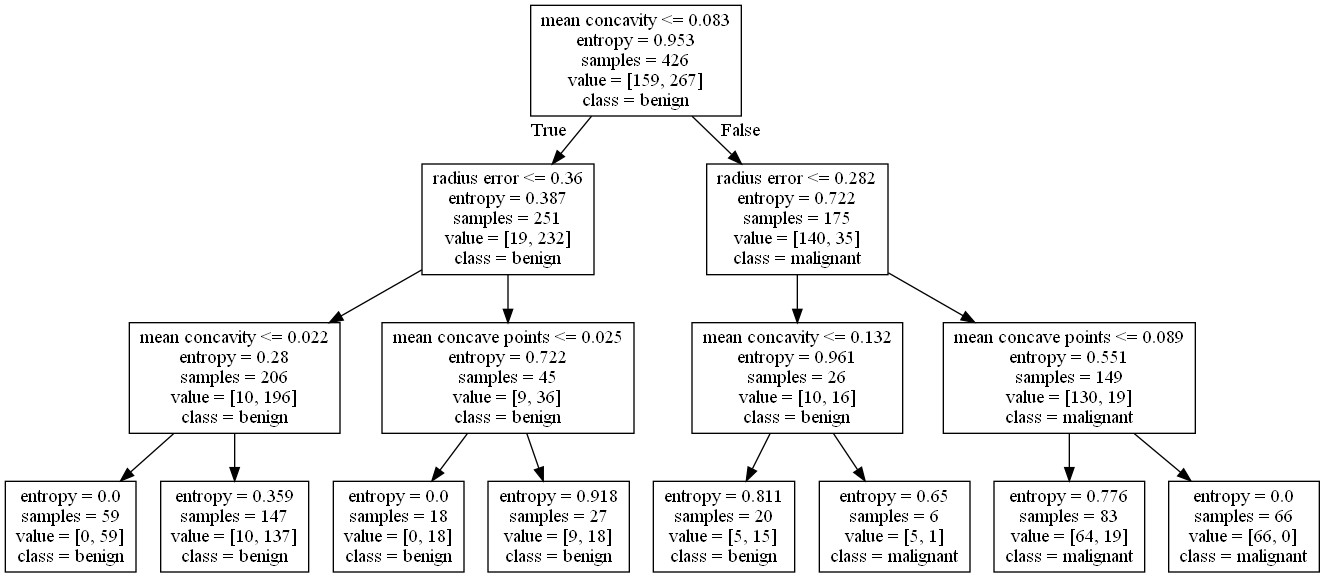 mean concavity <= 0.083
entropy = 0.953
samples = 426
value = [159, 267]
class = benign
True
False
radius error <= 0.36
entropy = 0.387
samples = 251
value = [19, 232]
class = benign
radius error <= 0.282
entropy = 0.722
samples = 175
value = [140, 35]
class = malignant
mean concavity <= 0.022
entropy = 0.28
samples = 206
value = [10, 196]
class = benign
mean concave points <= 0.025
entropy = 0.722
samples = 45
value = [9, 36]
class = benign
mean concavity <= 0.132
entropy = 0.961
samples = 26
value = [10, 16]
class = benign
mean concave points <= 0.089
entropy = 0.551
samples = 149
value = [130, 19]
class = malignant
entropy = 0.0
samples = 59
value = [0, 59]
class = benign
entropy = 0.359
samples = 147
value = [10, 137]
class = benign
entropy = 0.0
samples = 18
value = [0, 18]
class = benign
entropy = 0.918
samples = 27
value = [9, 18]
class = benign
entropy = 0.811
samples = 20
value = [5, 15]
class = benign
entropy = 0.65
samples = 6
value = [5, 1]
class = malignant
entropy = 0.776
samples = 83
value = [64, 19]
class = malignant
entropy = 0.0
samples = 66
value = [66, 0]
class = malignant